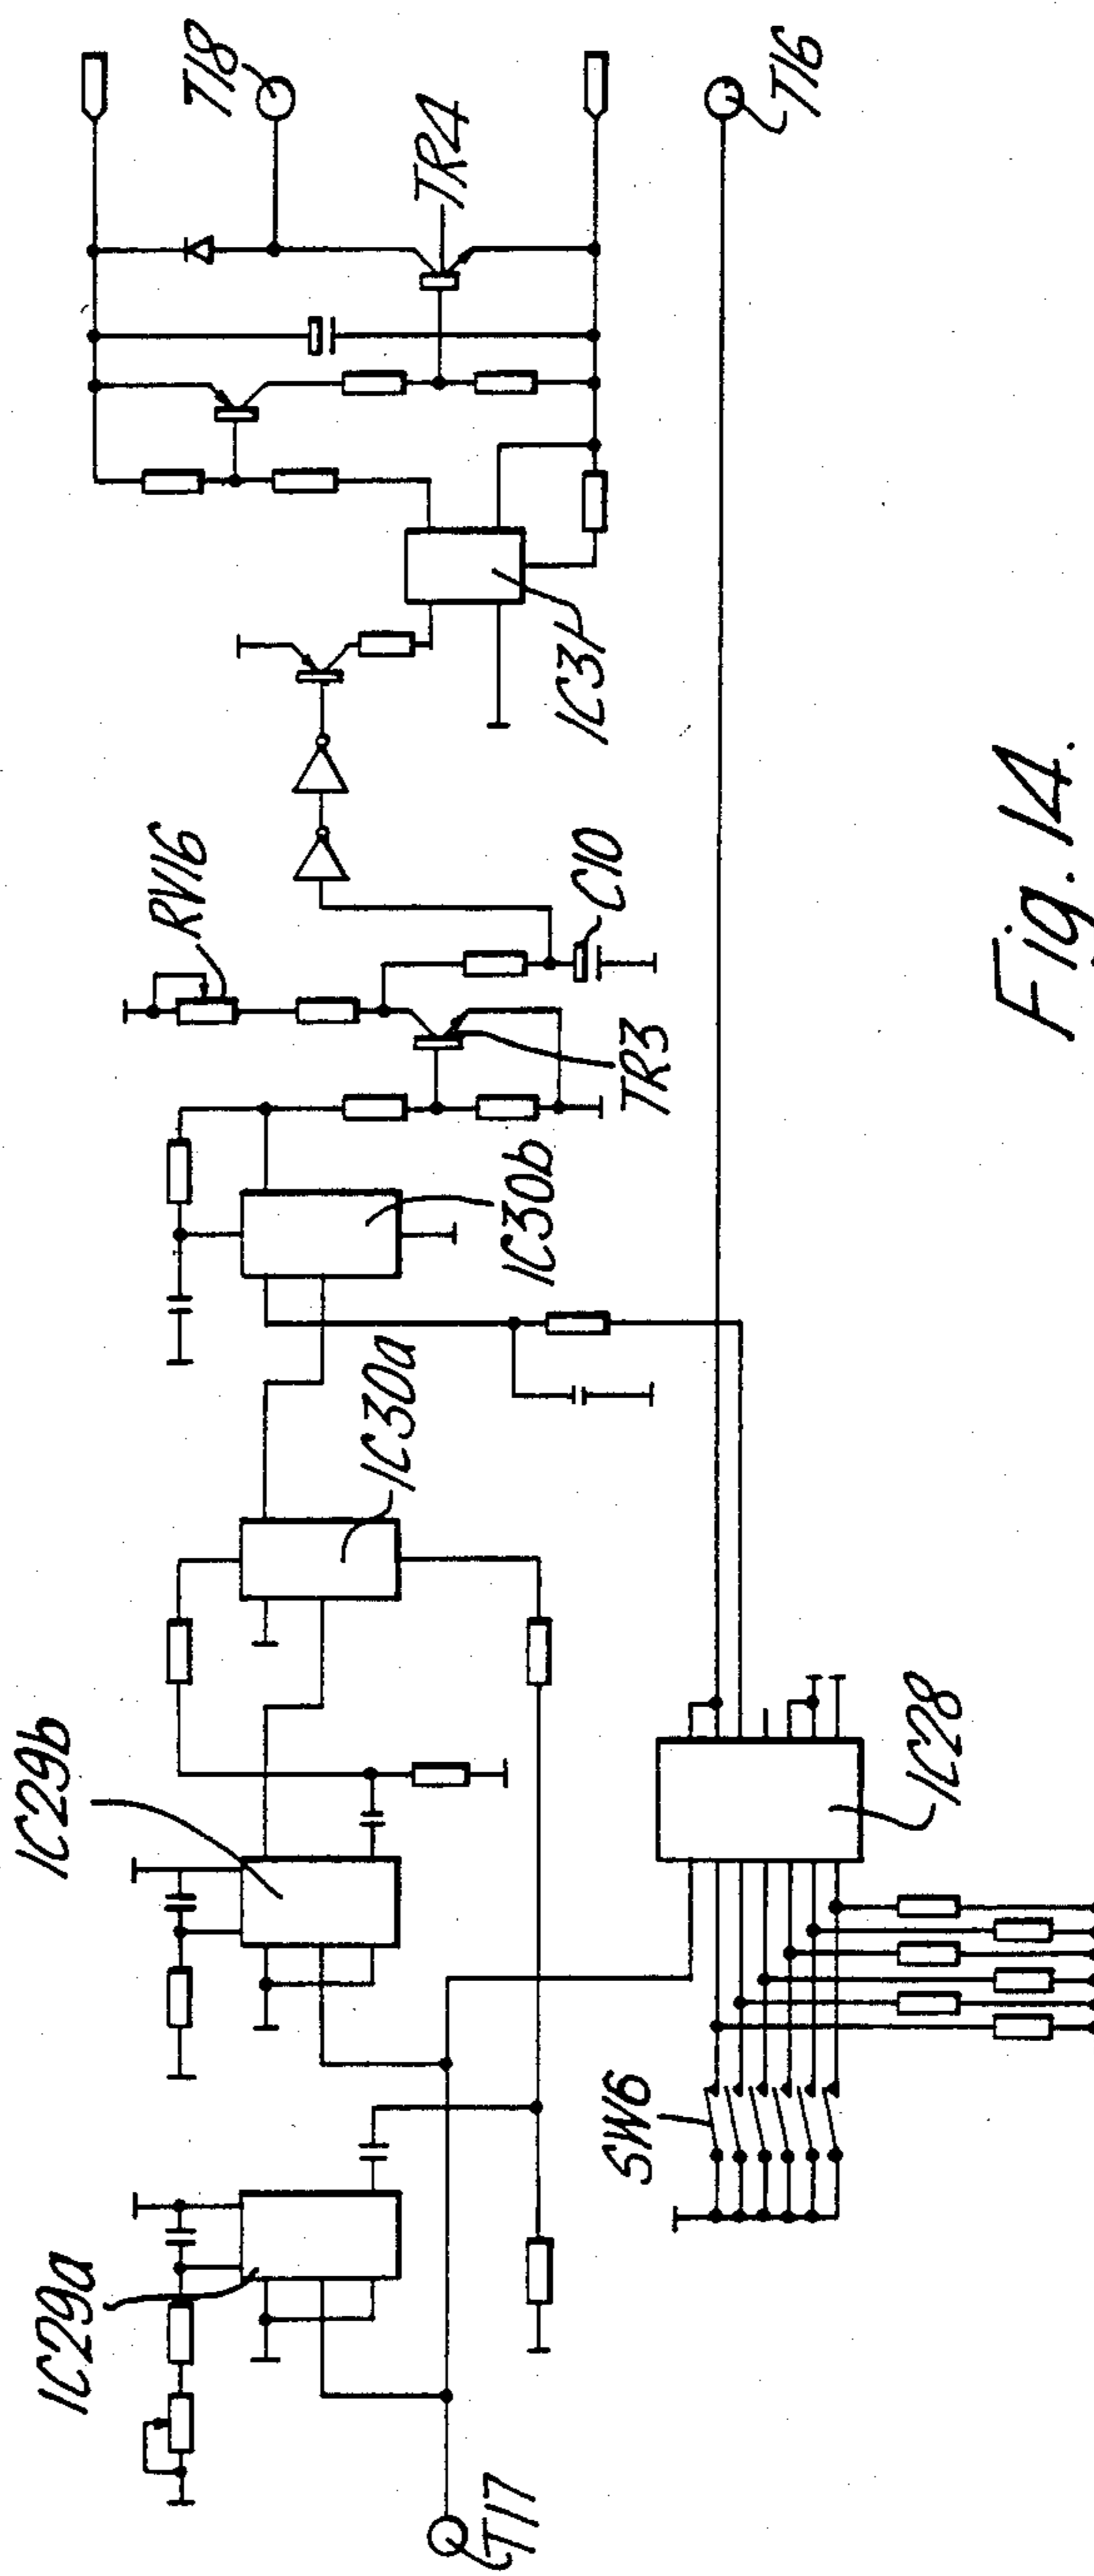 T18
TR4
RV16
IC31
T16
C10
TR3
IC30b
IC30a
IC29b
IC28
SW6
IC29a
T17
Fig. 14.